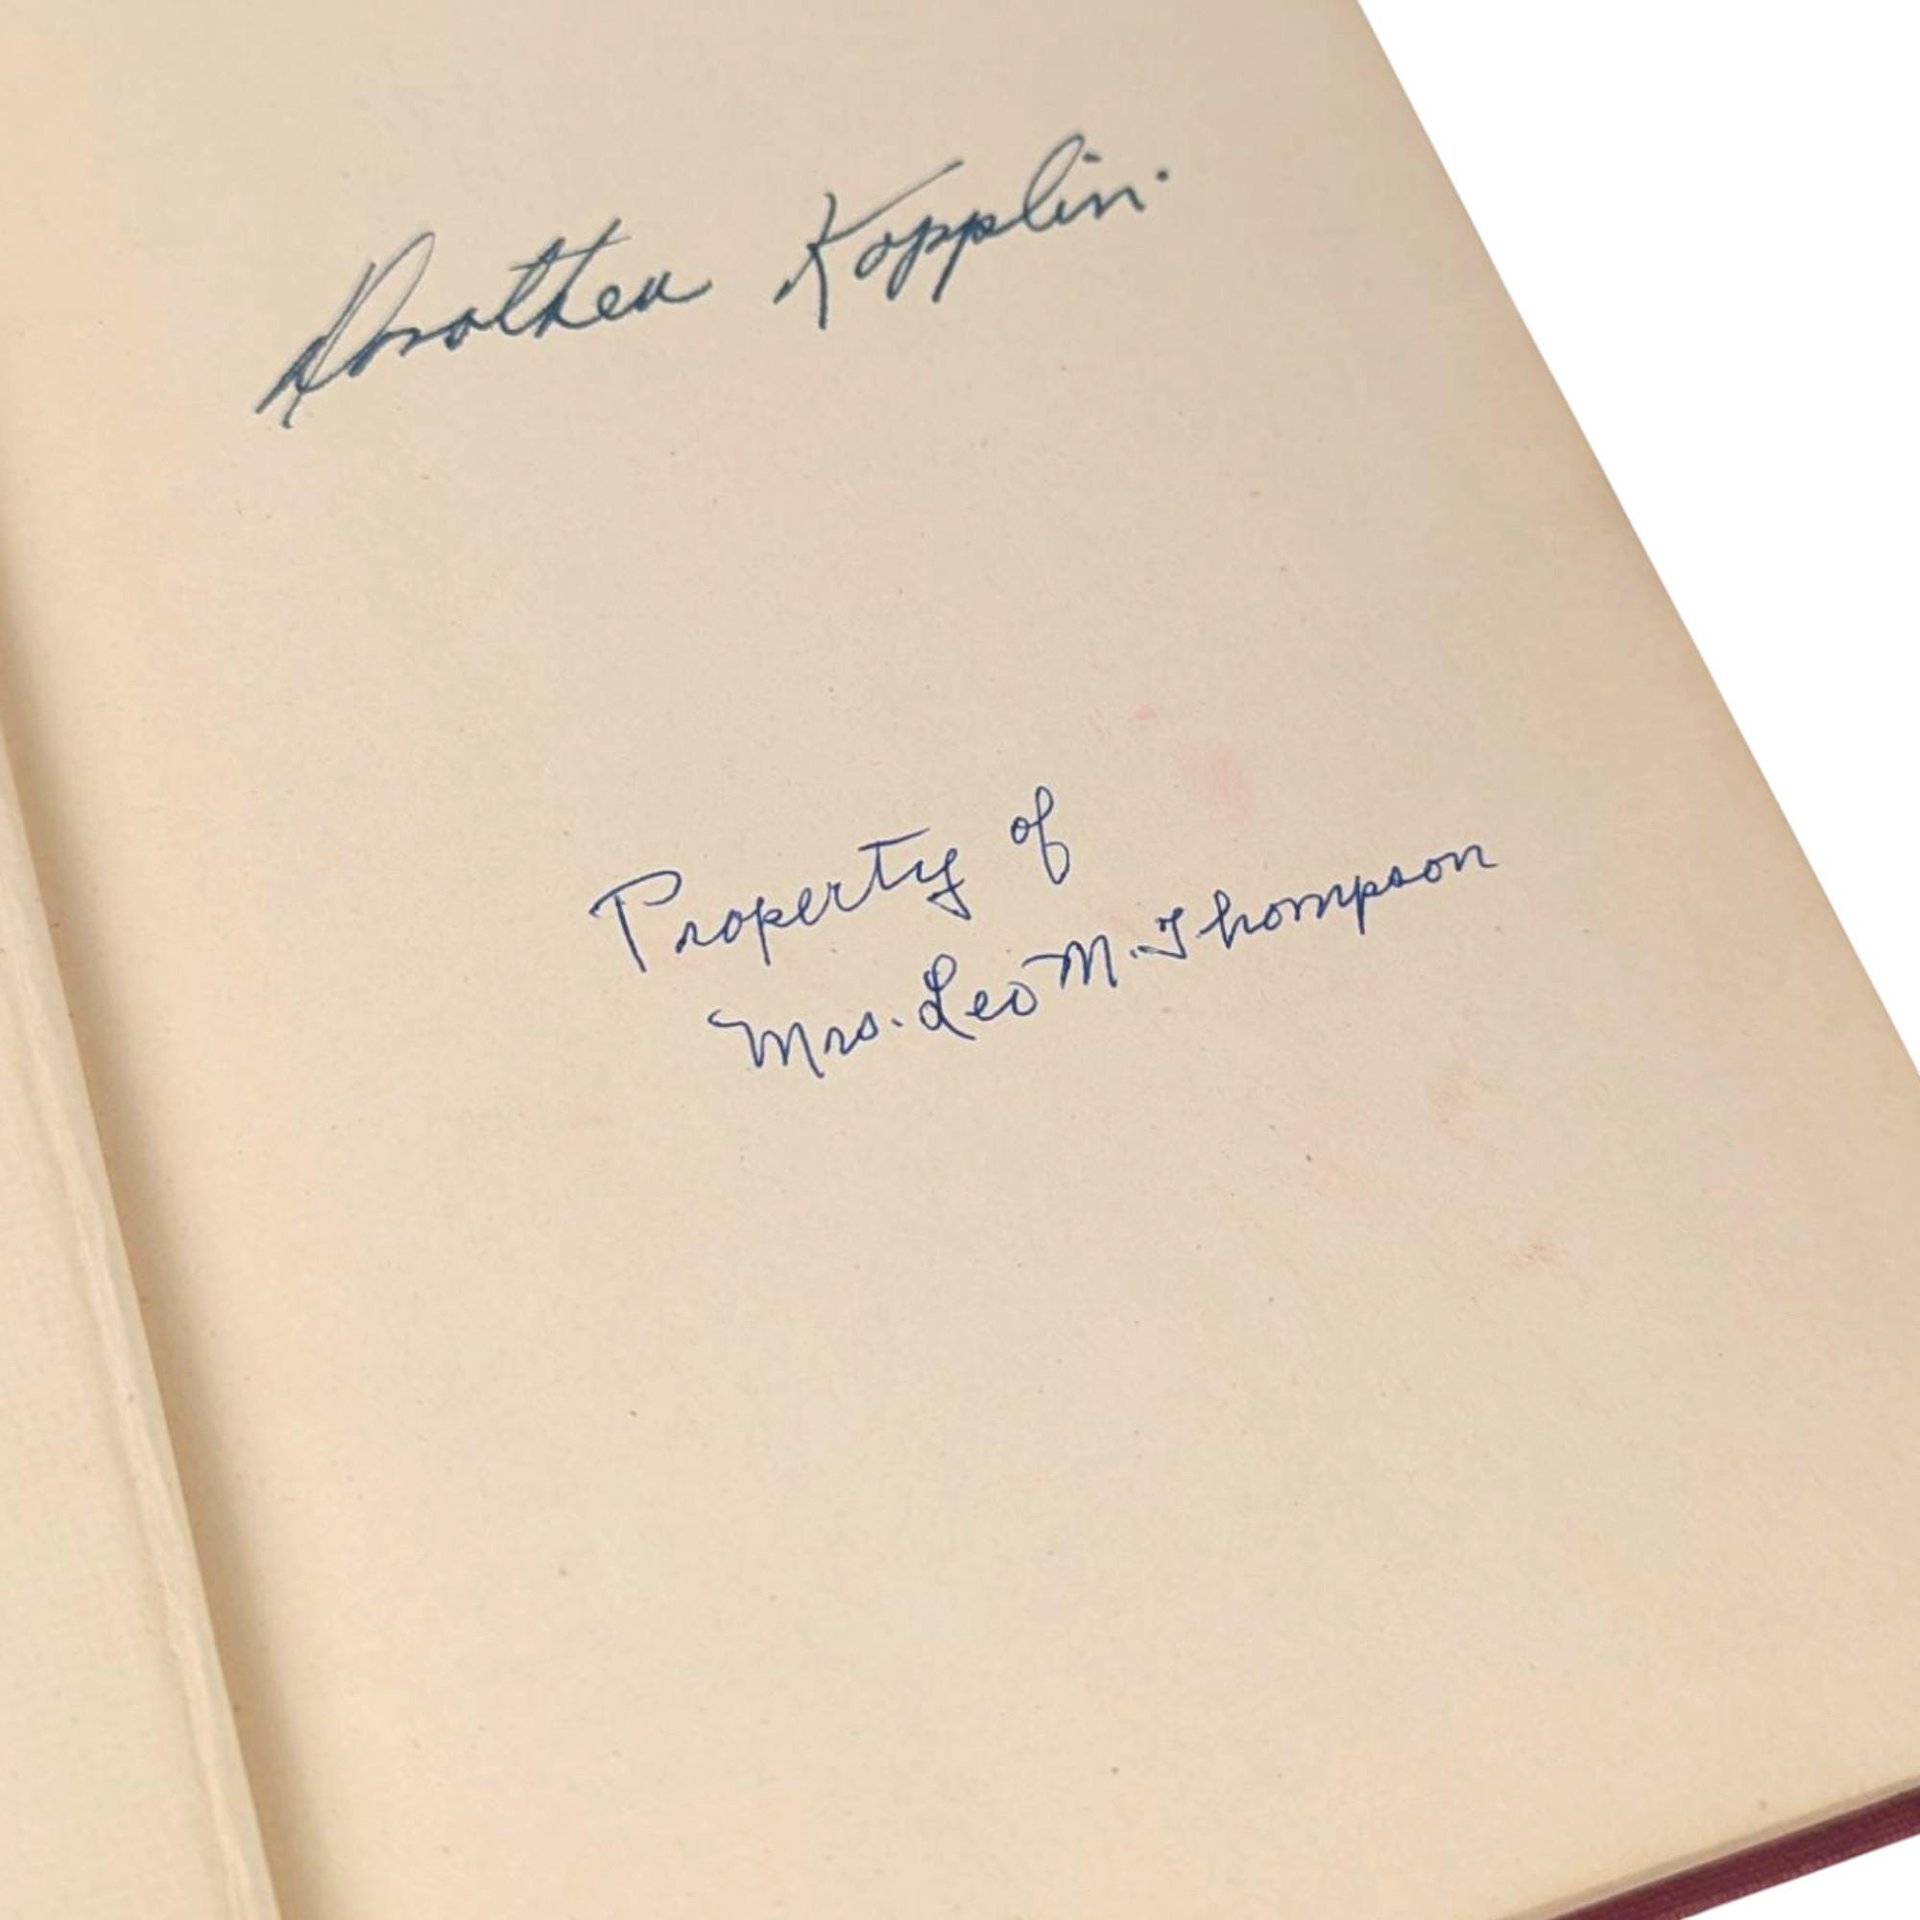 Dorothea Kopplin.
Property of
Mrs. Leo M. Thompson